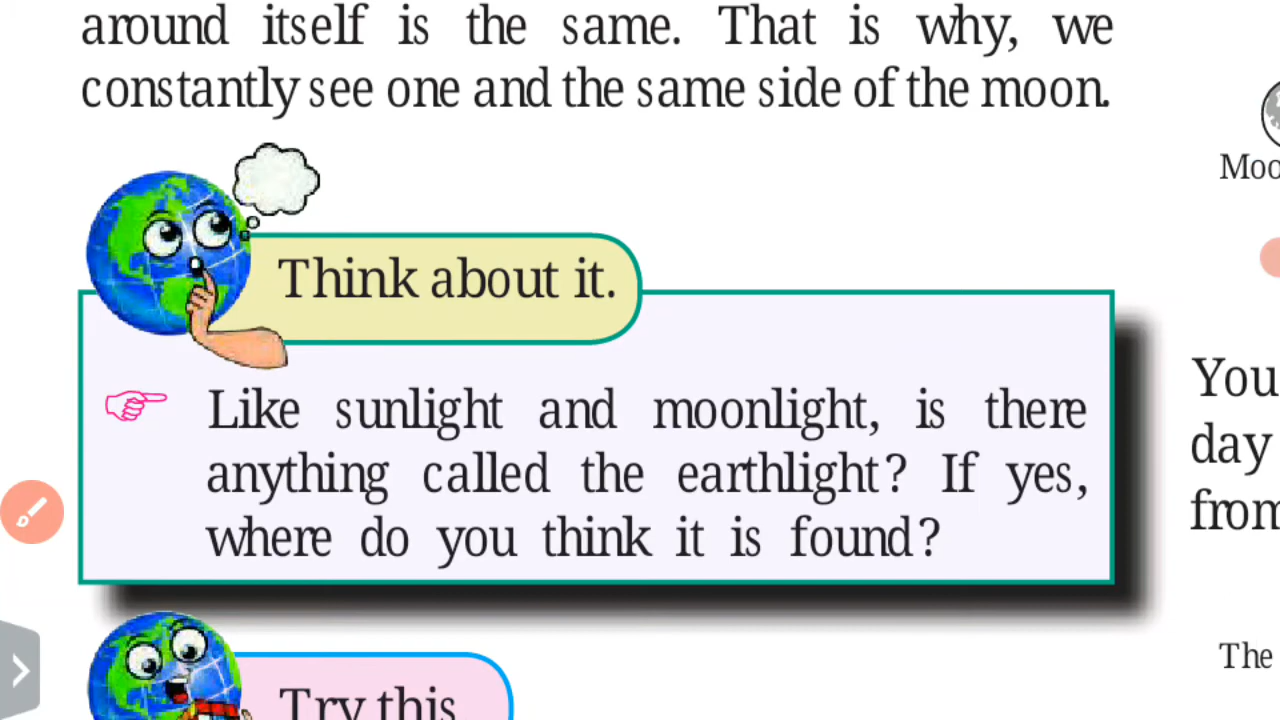 around itself is the same. That is why, we
constantly see one and the same side of the moon.
Think about it.
Like sunlight and moonlight, is there
anything called the earthlight? If yes,
where do you think it is found?
Try this
You
day
from
The